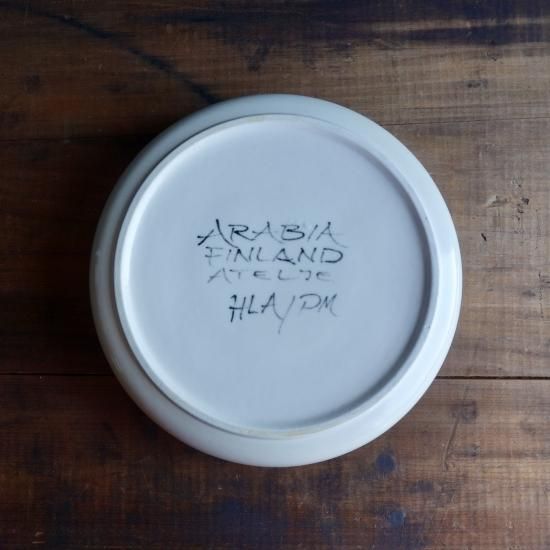 ARABIA
FINLAND
ATELJE
HLA/PM